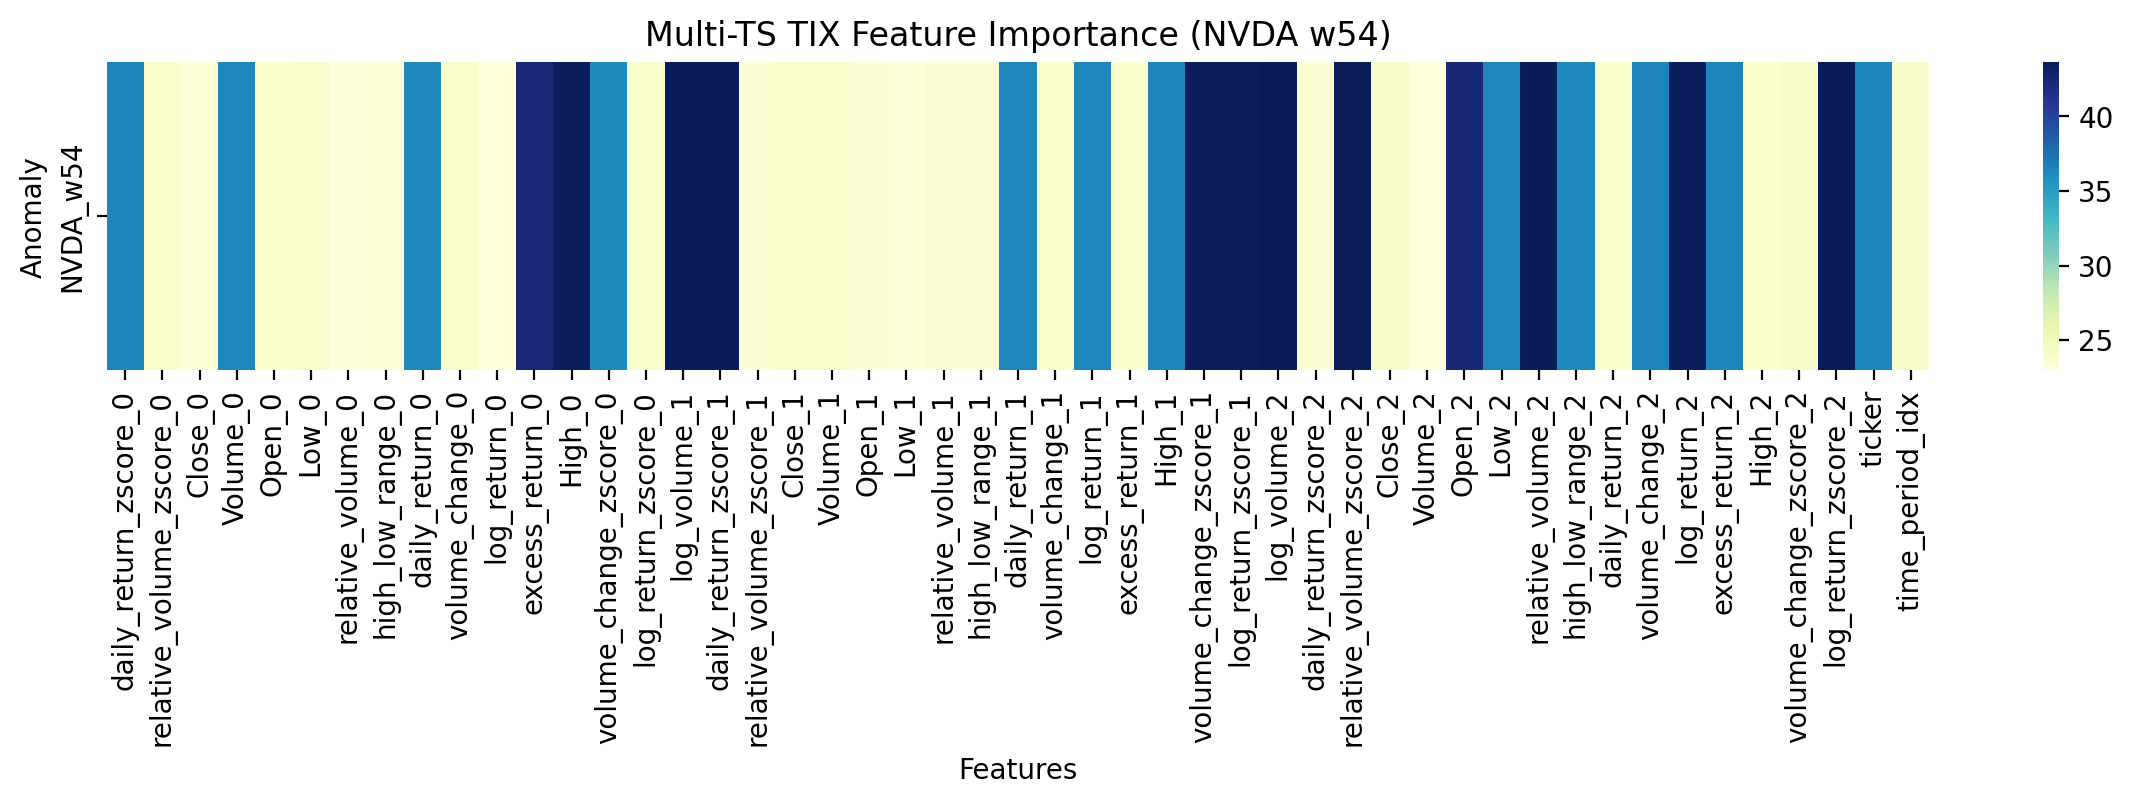 Multi-TS TIX Feature Importance (NVDA w54)
Anomaly
NVDA_w54
40
35
30
25
daily_return_zscore_0
relative_volume_zscore_0
Close_0
Volume_0
Open_0
Low_0
relative_volume_0
high_low_range_0
daily_return_0
volume_change_0
log_return_0
excess_return_0
High_0
volume_change_zscore_0
log_return_zscore_0
log_volume_1
daily_return_zscore_1
relative_volume_zscore_1
Close_1
Volume_1
Open_1
Low_1
relative_volume_1
high_low_range_1
daily_return_1
volume_change_1
log_return_1
excess_return_1
High_1
volume_change_zscore_1
log_return_zscore_1
log_volume_2
daily_return_zscore_2
relative_volume_zscore_2
Close_2
Volume_2
Open_2
Low_2
relative_volume_2
high_low_range_2
daily_return_2
volume_change_2
log_return_2
excess_return_2
High_2
volume_change_zscore_2
log_return_zscore_2
ticker
time_period_idx
Features